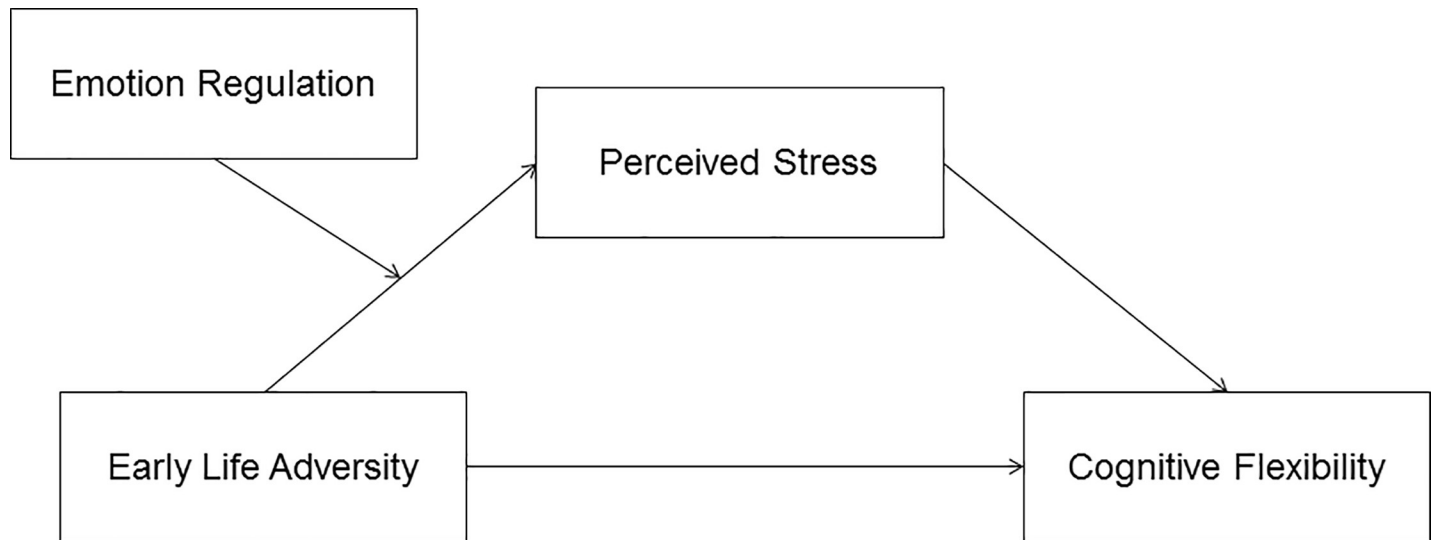 Emotion Regulation
Perceived Stress
Early Life Adversity
Cognitive Flexibility